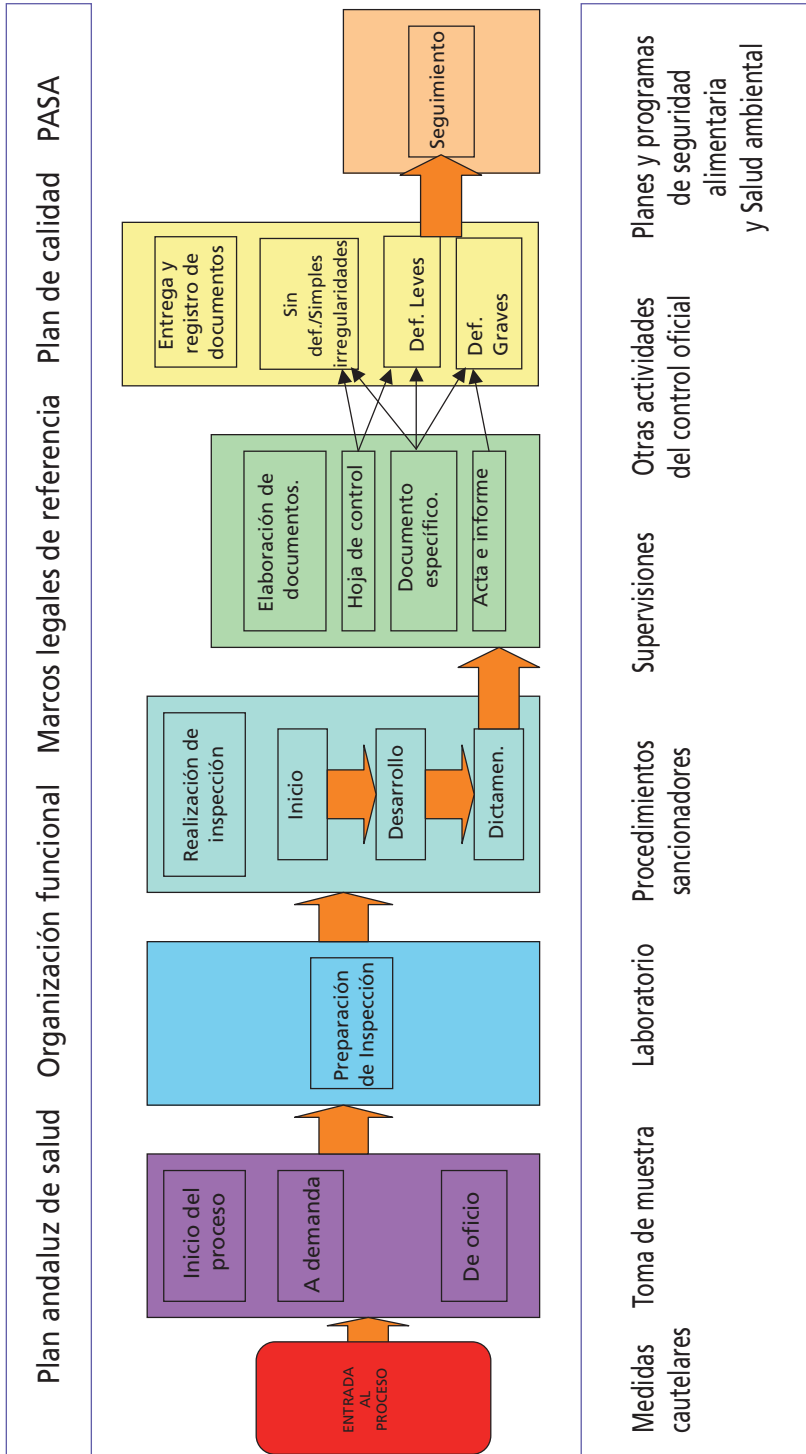 Plan andaluz de salud Organización funcional Marcos legales de referencia Plan de calidad PASA
ENTRADA
AL
PROCESO
Inicio del
proceso
A demanda
De oficio
Preparación
de Inspección
Realización de
inspección
Inicio
Desarrollo
Dictamen.
Elaboración de
documentos.
Hoja de control
Documento
específico.
Acta e informe
Entrega y
registro de
documentos
Sin
def./Simples
irregularidades
Def. Leves
Def.
Graves
Seguimiento
Medidas
cautelares
Toma de muestra
Laboratorio
Procedimientos
sancionadores
Supervisiones
Otras actividades
del control oficial
Planes y programas
de seguridad
alimentaria
y Salud ambiental